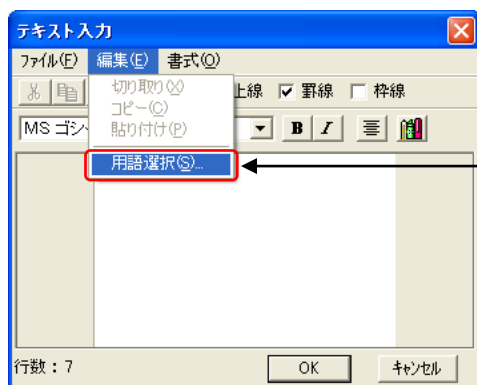 テキスト入力
ファイル(F) 編集(E) 書式(O)
切り取り(X)
上線 罫線 枠線
コピー(C)
MS ゴシ
貼り付け(P)
B I
用語選択(S)...
行数：7 OK キャンセル